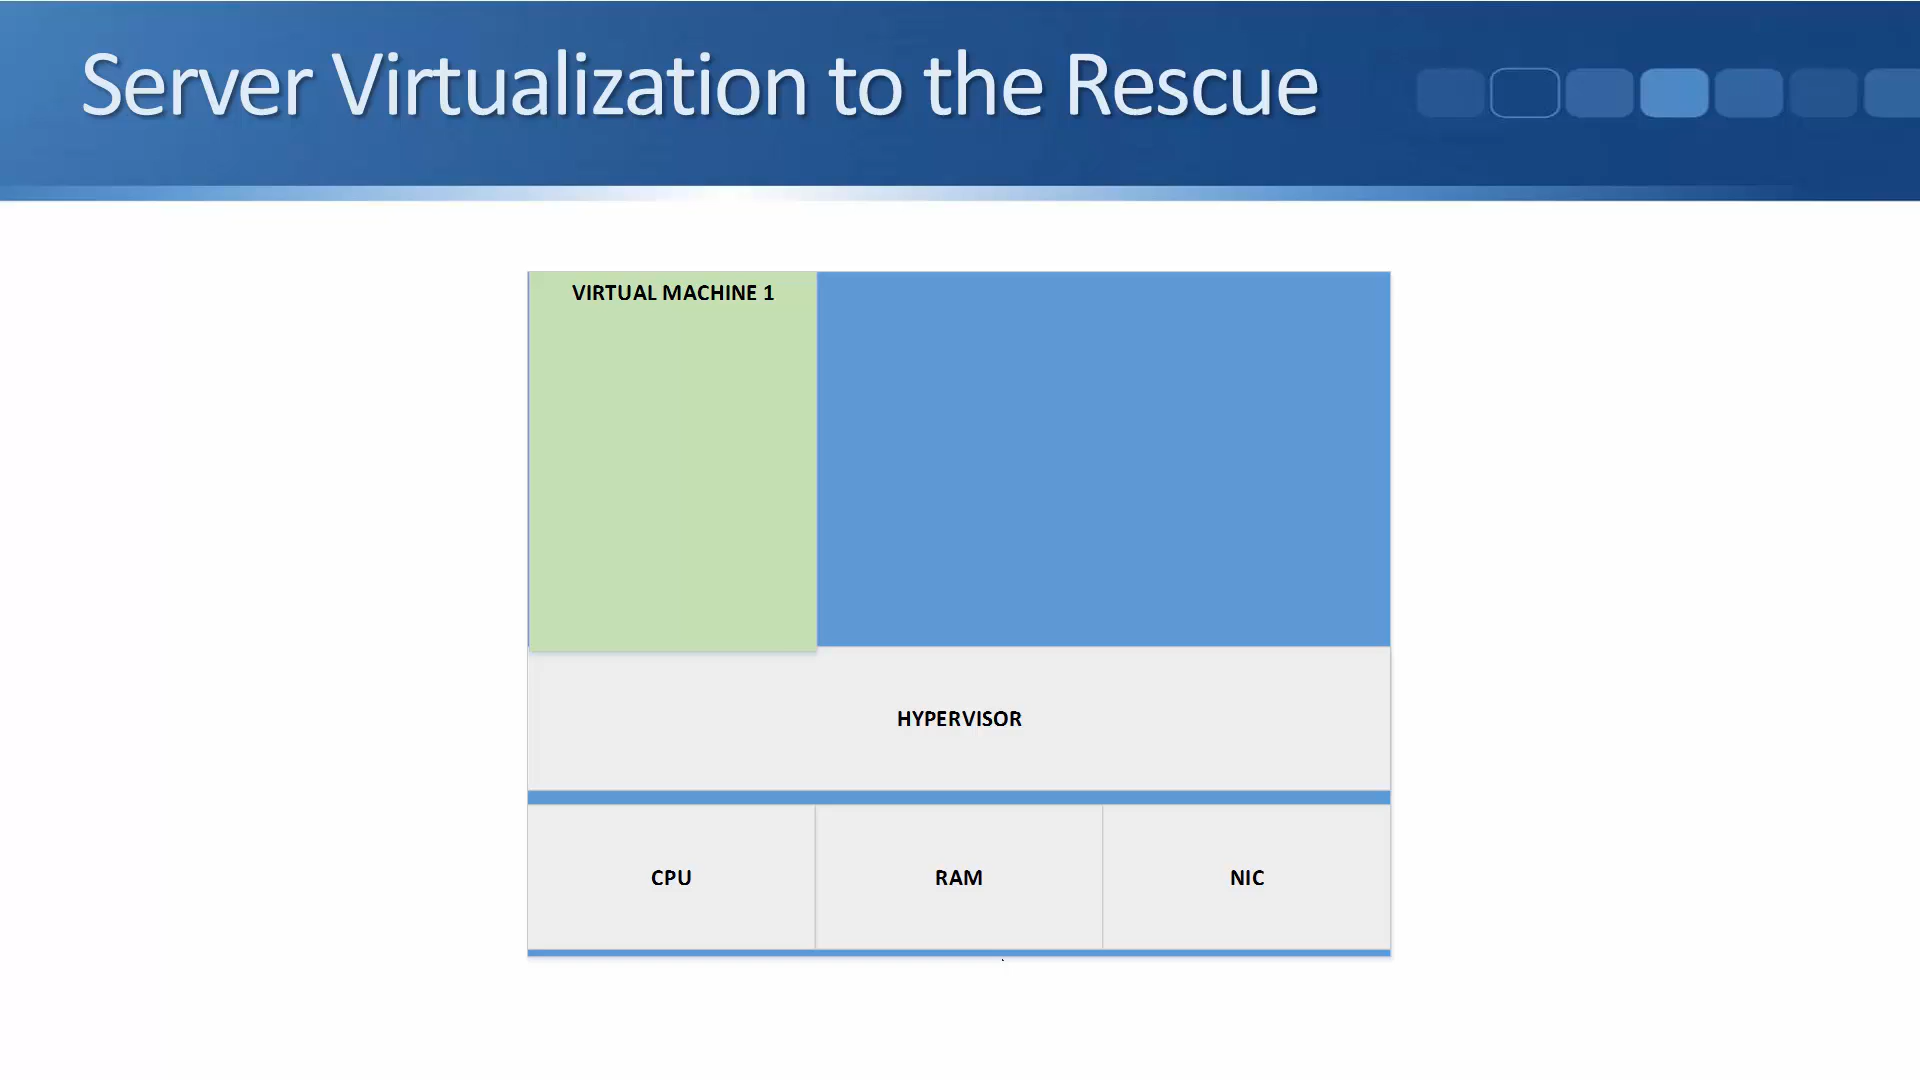 Server Virtualization to the Rescue
VIRTUAL MACHINE 1
HYPERVISOR
CPU
RAM
NIC